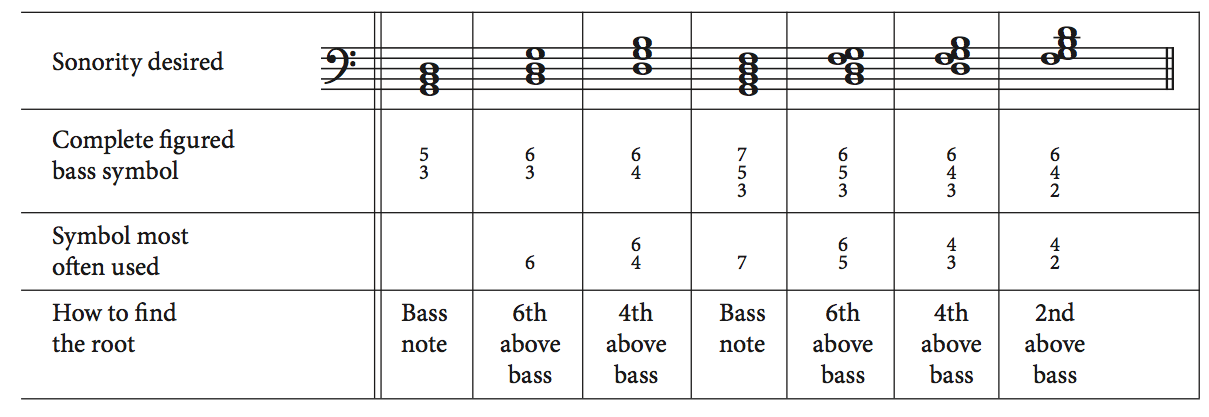 Sonority desired
Complete figured
bass symbol
5
3
6
3
6
4
7
5
3
6
5
3
6
4
3
6
4
2
Symbol most
often used
6
6
4
7
6
5
4
3
4
2
How to find
the root
Bass
note
6th
above
bass
4th
above
bass
Bass
note
6th
above
bass
4th
above
bass
2nd
above
bass